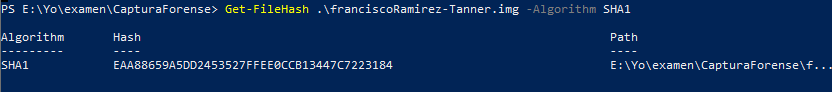 PS E:\Yo\examen\CapturaForense> Get-FileHash .\franciscoRamirez-Tanner.img -Algorithm SHA1
Algorithm Hash Path
--------- ---- ----
SHA1 EAA88659A5DD2453527FFEE0CCB13447C7223184 E:\Yo\examen\CapturaForense\f...